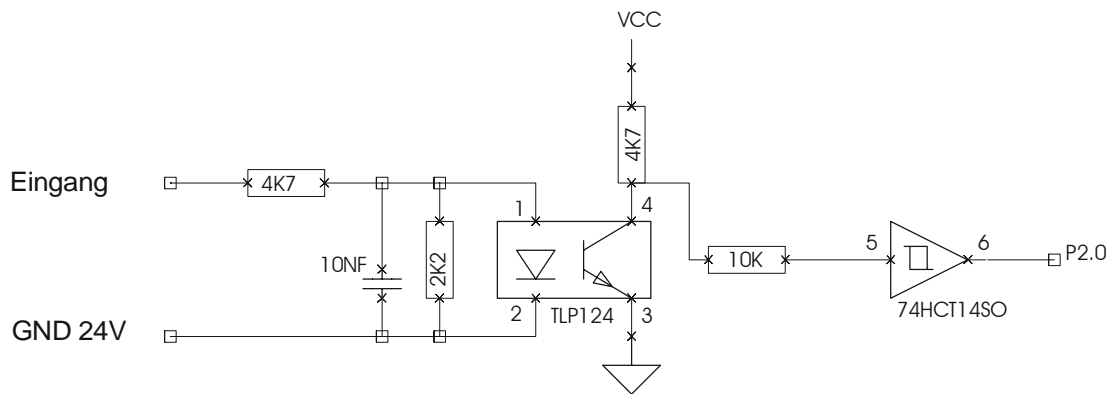 VCC
4K7
Eingang
4K7
1
4
10NF
2K2
10K
5
6
P2.0
GND 24V
2
TLP124
3
74HCT14SO